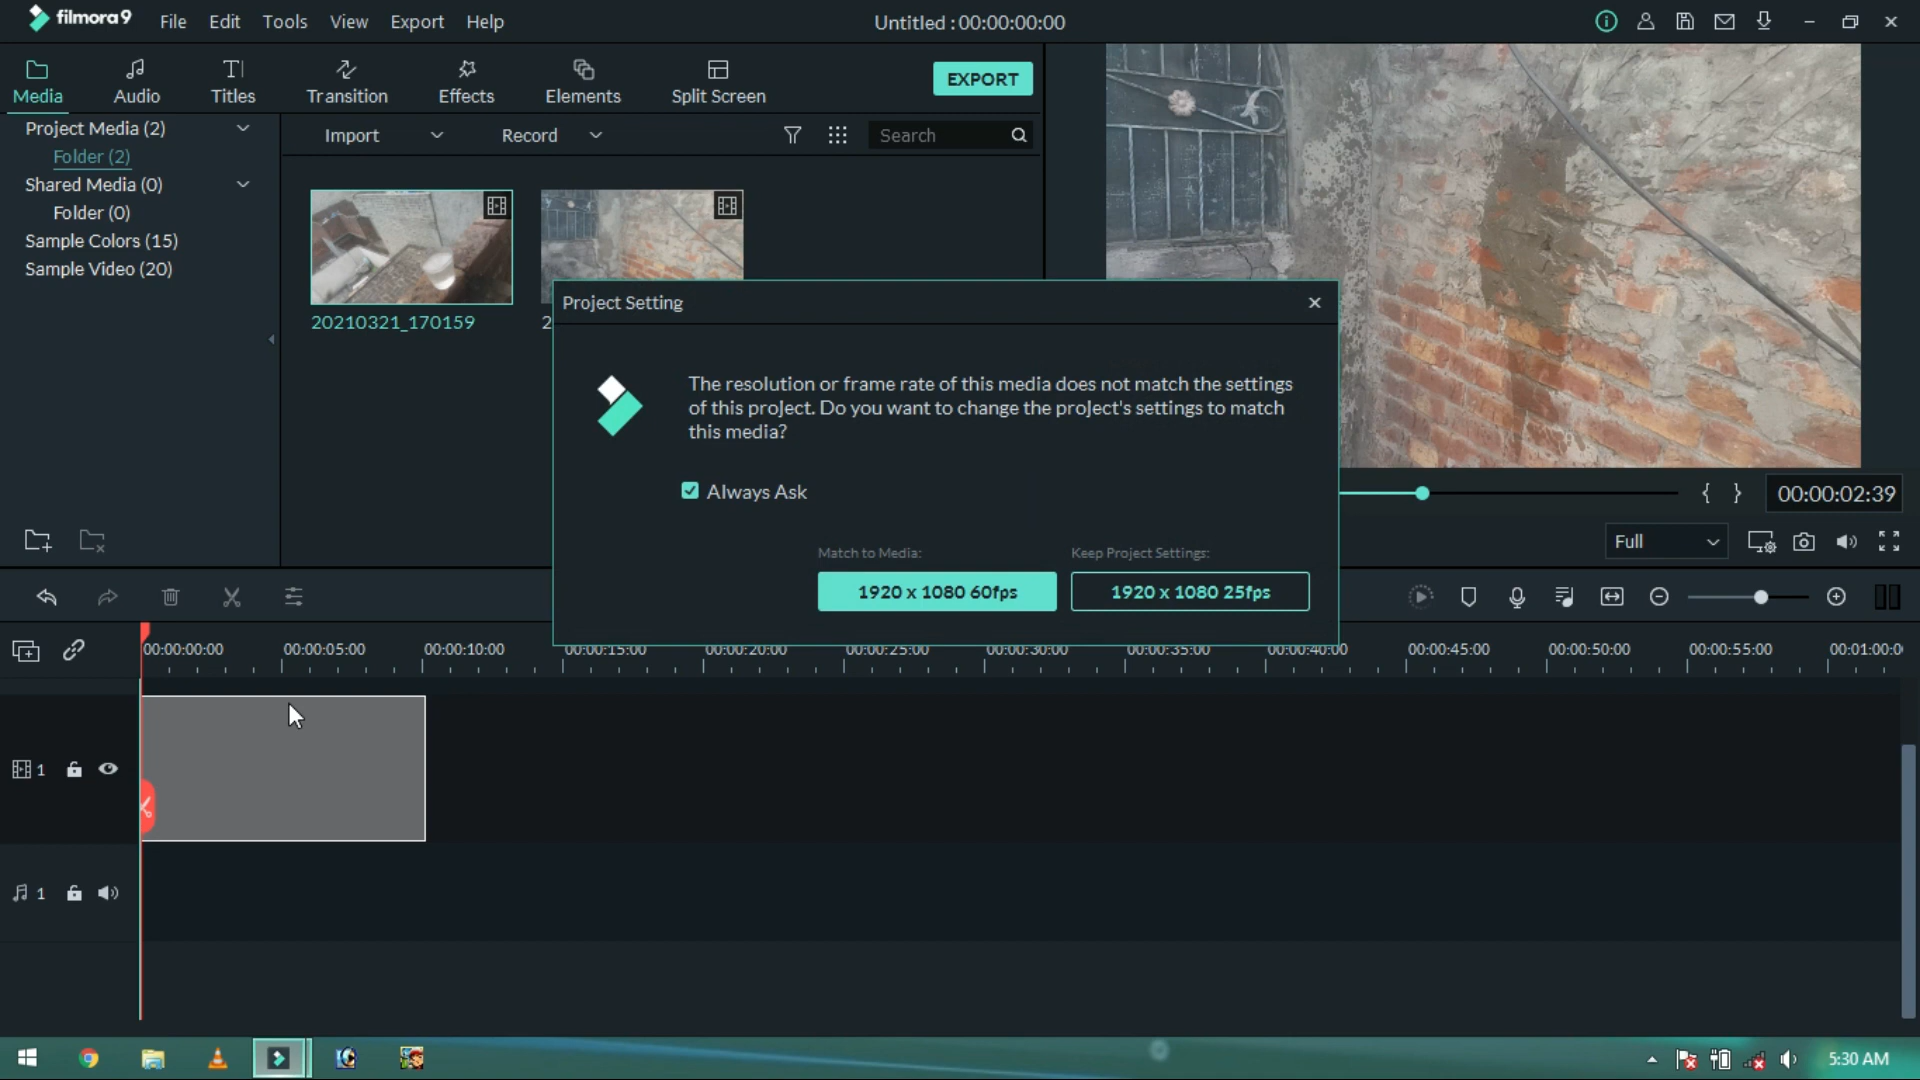 filmora9
File Edit Tools View Export Help
Untitled : 00:00:00:00
Media Audio Titles Transition Effects Elements Split Screen
EXPORT
Project Media (2)
Folder (2)
Shared Media (0)
Folder (0)
Sample Colors (15)
Sample Video (20)
Import Record Search
20210321_170159
2
Project Setting
The resolution or frame rate of this media does not match the settings
of this project. Do you want to change the project's settings to match
this media?
Always Ask
Match to Media: Keep Project Settings:
1920 x 1080 60fps 1920 x 1080 25fps
{ } 00:00:02:39
Full
00:00:00:00 00:00:05:00 00:00:10:00 00:00:15:00 00:00:20:00 00:00:25:00 00:00:30:00 00:00:35:00 00:00:40:00 00:00:45:00 00:00:50:00 00:00:55:00 00:01:00:0
1
1
5:30 AM